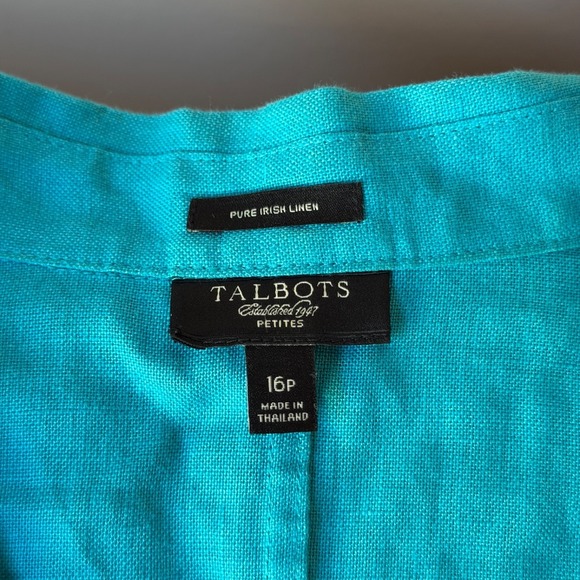 PURE IRISH LINEN
TALBOTS
Established 1947
PETITES
16P
MADE IN
THAILAND